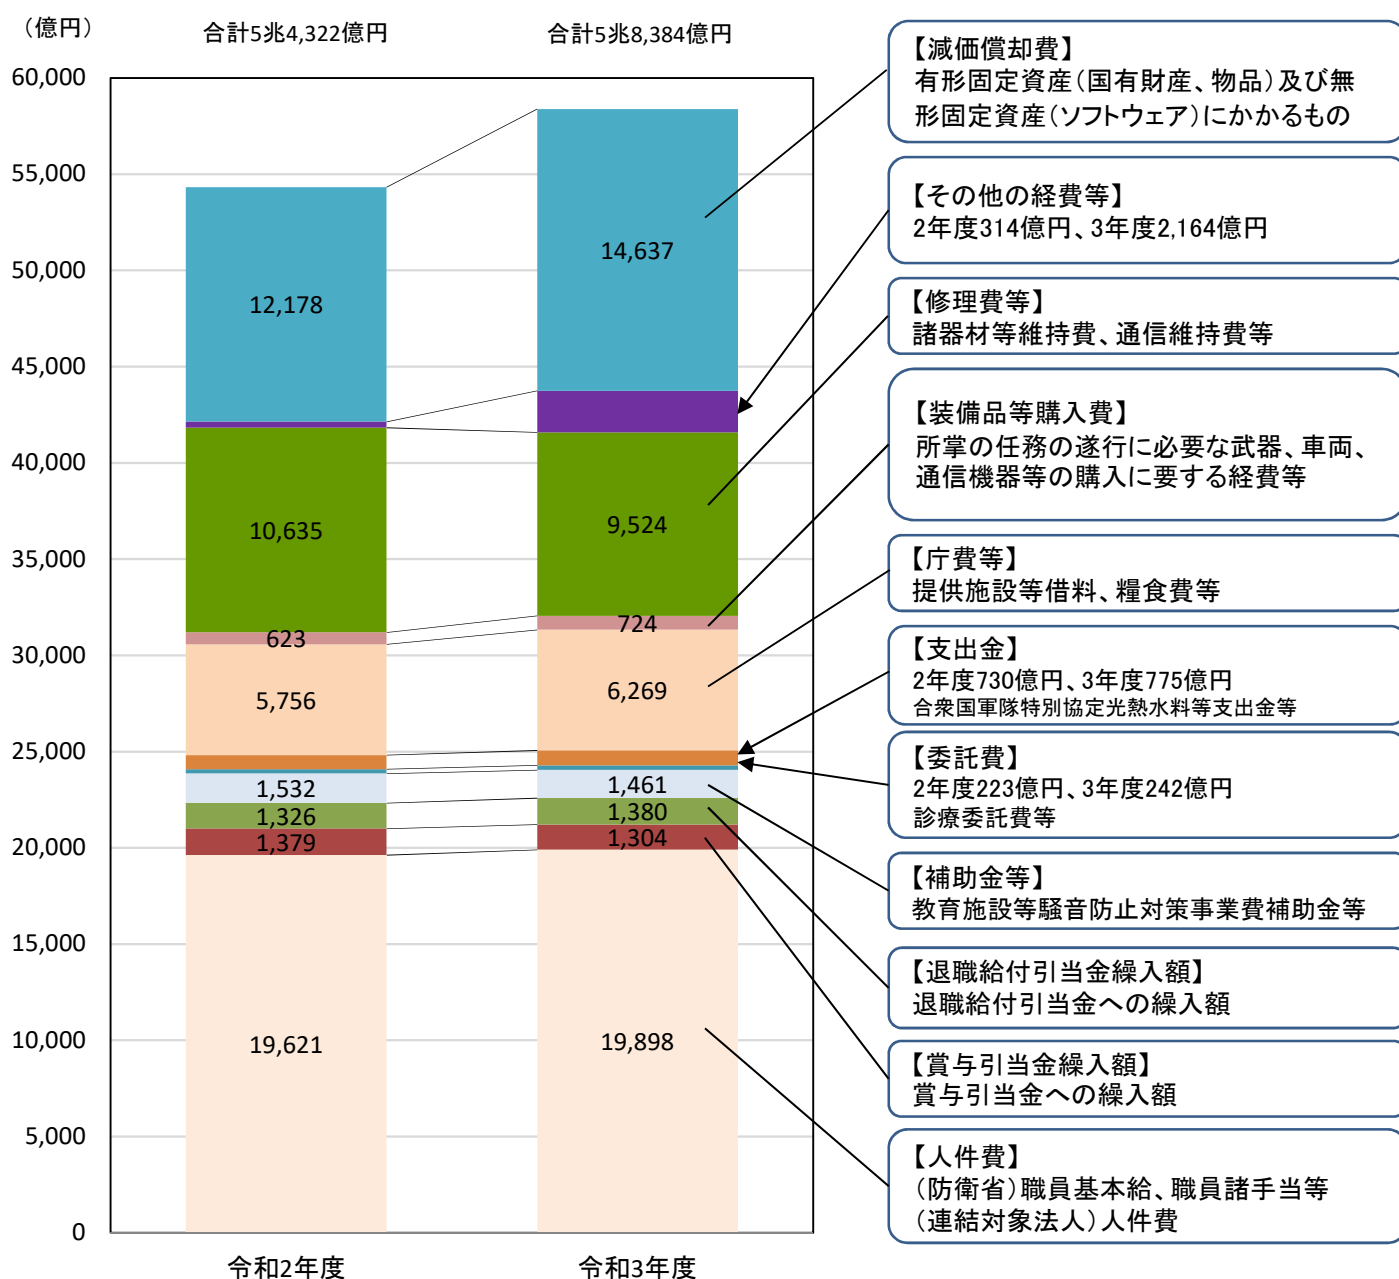 （億円）
合計5兆4,322億円
合計5兆8,384億円
60,000
55,000
50,000
45,000
40,000
35,000
30,000
25,000
20,000
15,000
10,000
5,000
0
12,178
10,635
623
5,756
1,532
1,326
1,379
19,621
令和2年度
14,637
9,524
724
6,269
1,461
1,380
1,304
19,898
令和3年度
【減価償却費】
有形固定資産（国有財産、物品）及び無
形固定資産（ソフトウェア）にかかるもの
【その他の経費等】
2年度314億円、3年度2,164億円
【修理費等】
諸器材等維持費、通信維持費等
【装備品等購入費】
所掌の任務の遂行に必要な武器、車両、
通信機器等の購入に要する経費等
【庁費等】
提供施設等借料、糧食費等
【支出金】
2年度730億円、3年度775億円
合衆国軍隊特別協定光熱水料等支出金等
【委託費】
2年度223億円、3年度242億円
診療委託費等
【補助金等】
教育施設等騒音防止対策事業費補助金等
【退職給付引当金繰入額】
退職給付引当金への繰入額
【賞与引当金繰入額】
賞与引当金への繰入額
【人件費】
（防衛省）職員基本給、職員諸手当等
（連結対象法人）人件費